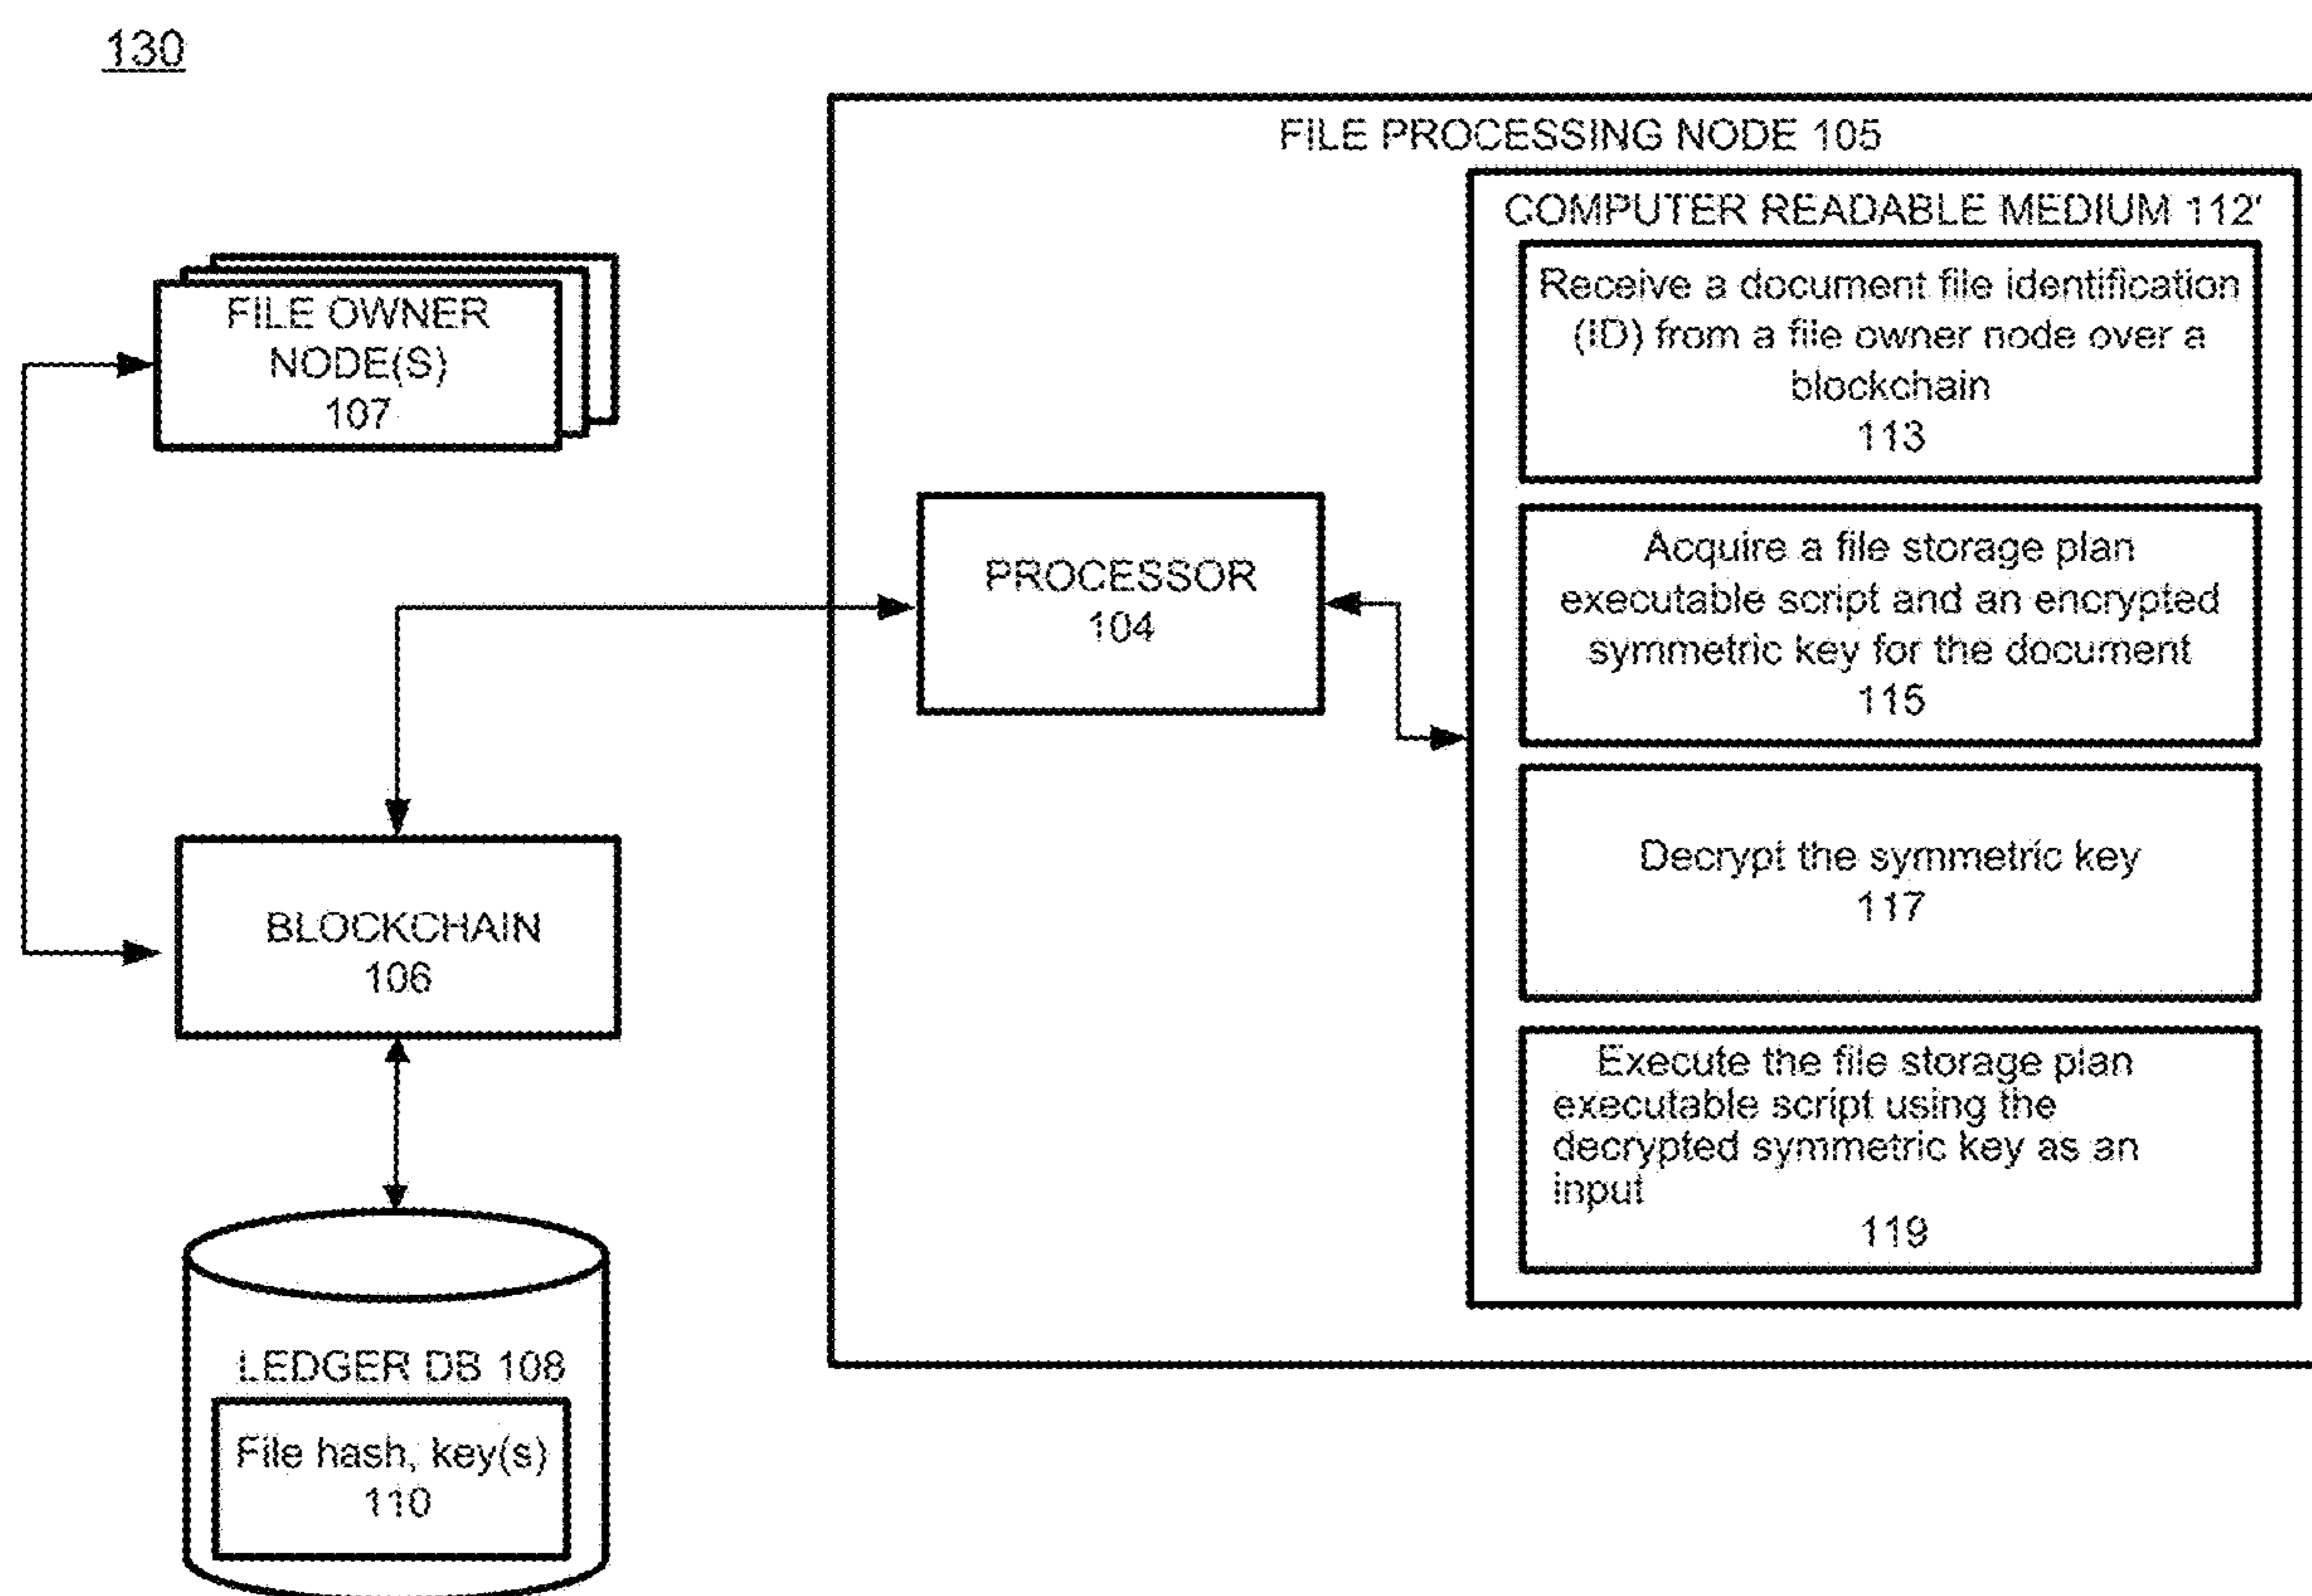 130
FILE PROCESSING NODE 105
COMPUTER READABLE MEDIUM 112'
Receive a document file identification
(ID) from a file owner node over a
blockchain
113
FILE OWNER
NODE(S)
107
Acquire a file storage plan
executable script and an encrypted
symmetric key for the document
115
PROCESSOR
104
Decrypt the symmetric key
117
BLOCKCHAIN
106
Execute the file storage plan
executable script using the
decrypted symmetric key as an
input
119
LEDGER DB 108
File hash, key(s)
110